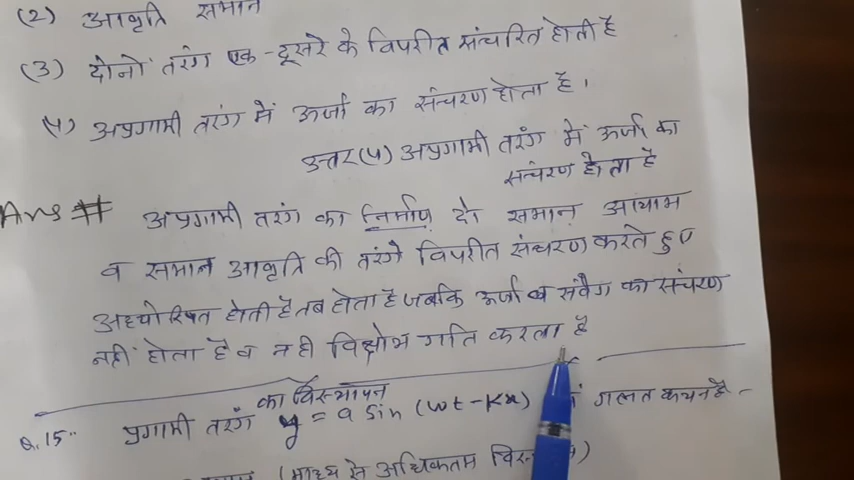 (2) आवृत्ति समान
(3) दोनों तरंग एक-दूसरे के विपरीत संचरित होती है
(4) अप्रगामी तरंग में ऊर्जा का संचरण होता है।
उत्तर(4) अप्रगामी तरंग में ऊर्जा का
संचरण होता है
Ans # अप्रगामी तरंग का निर्माण दो समान आयाम
व समान आवृत्ति की तरंगे विपरीत संचरण करते हुए
अध्यारोपित होती है तब होता है जबकि ऊर्जा व संवेग का संचरण
नहीं होता है व न ही विक्षोभ गति करता है
Q.15.. प्रगामी तरंग का विस्थापन y = a sin (wt-Kx) गलत कथन है -
(माध्य से अधिकतम